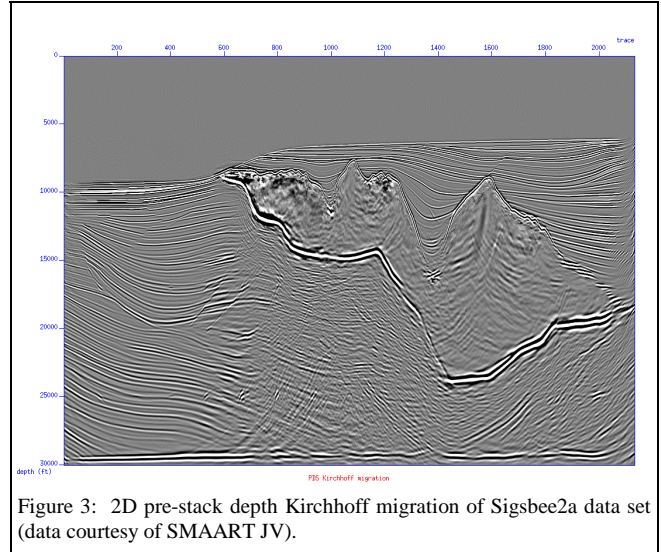 trace
200 400 600 800 1000 1200 1400 1600 1800 2000
0
5000
10000
15000
20000
25000
30000
depth (ft)
PDS Kirchhoff migration
Figure 3: 2D pre-stack depth Kirchhoff migration of Sigsbee2a data set
(data courtesy of SMAART JV).